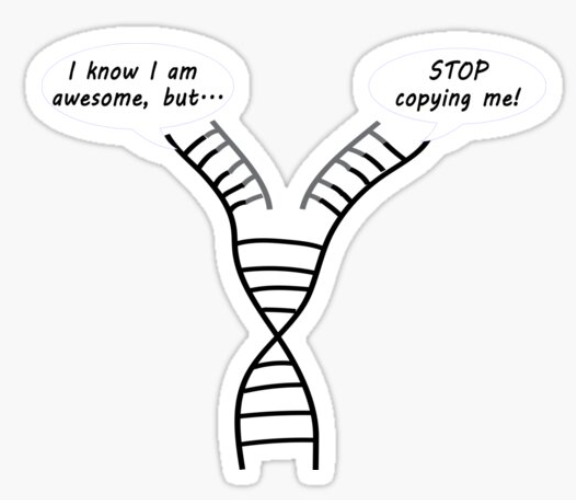 I know I am
awesome, but...
STOP
copying me!